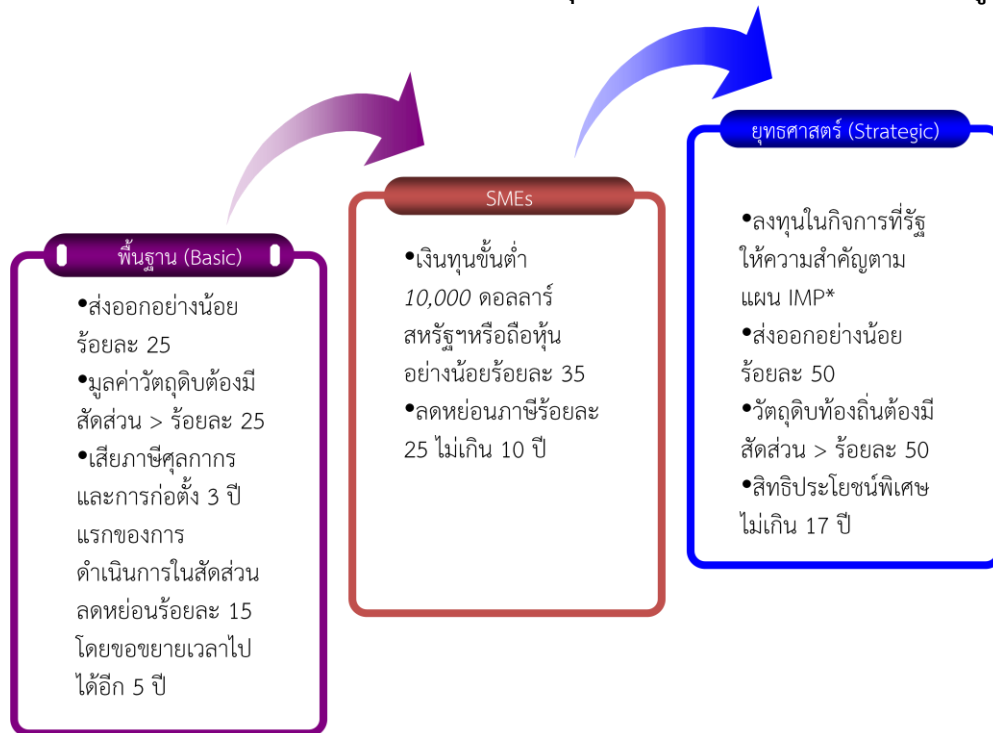 พื้นฐาน (Basic)
•ส่งออกอย่างน้อย
ร้อยละ 25
•มูลค่าวัตถุดิบต้องมี
สัดส่วน > ร้อยละ 25
•เสียภาษีศุลกากร
และการก่อตั้ง 3 ปี
แรกของการ
ดำเนินการในสัดส่วน
ลดหย่อนร้อยละ 15
โดยขอขยายเวลาไป
ได้อีก 5 ปี
SMEs
•เงินทุนขั้นต่ำ
10,000 ดอลลาร์
สหรัฐฯหรือถือหุ้น
อย่างน้อยร้อยละ 35
•ลดหย่อนภาษีร้อยละ
25 ไม่เกิน 10 ปี
ยุทธศาสตร์ (Strategic)
•ลงทุนในกิจการที่รัฐ
ให้ความสำคัญตาม
แผน IMP*
•ส่งออกอย่างน้อย
ร้อยละ 50
•วัตถุดิบท้องถิ่นต้องมี
สัดส่วน > ร้อยละ 50
•สิทธิประโยชน์พิเศษ
ไม่เกิน 17 ปี